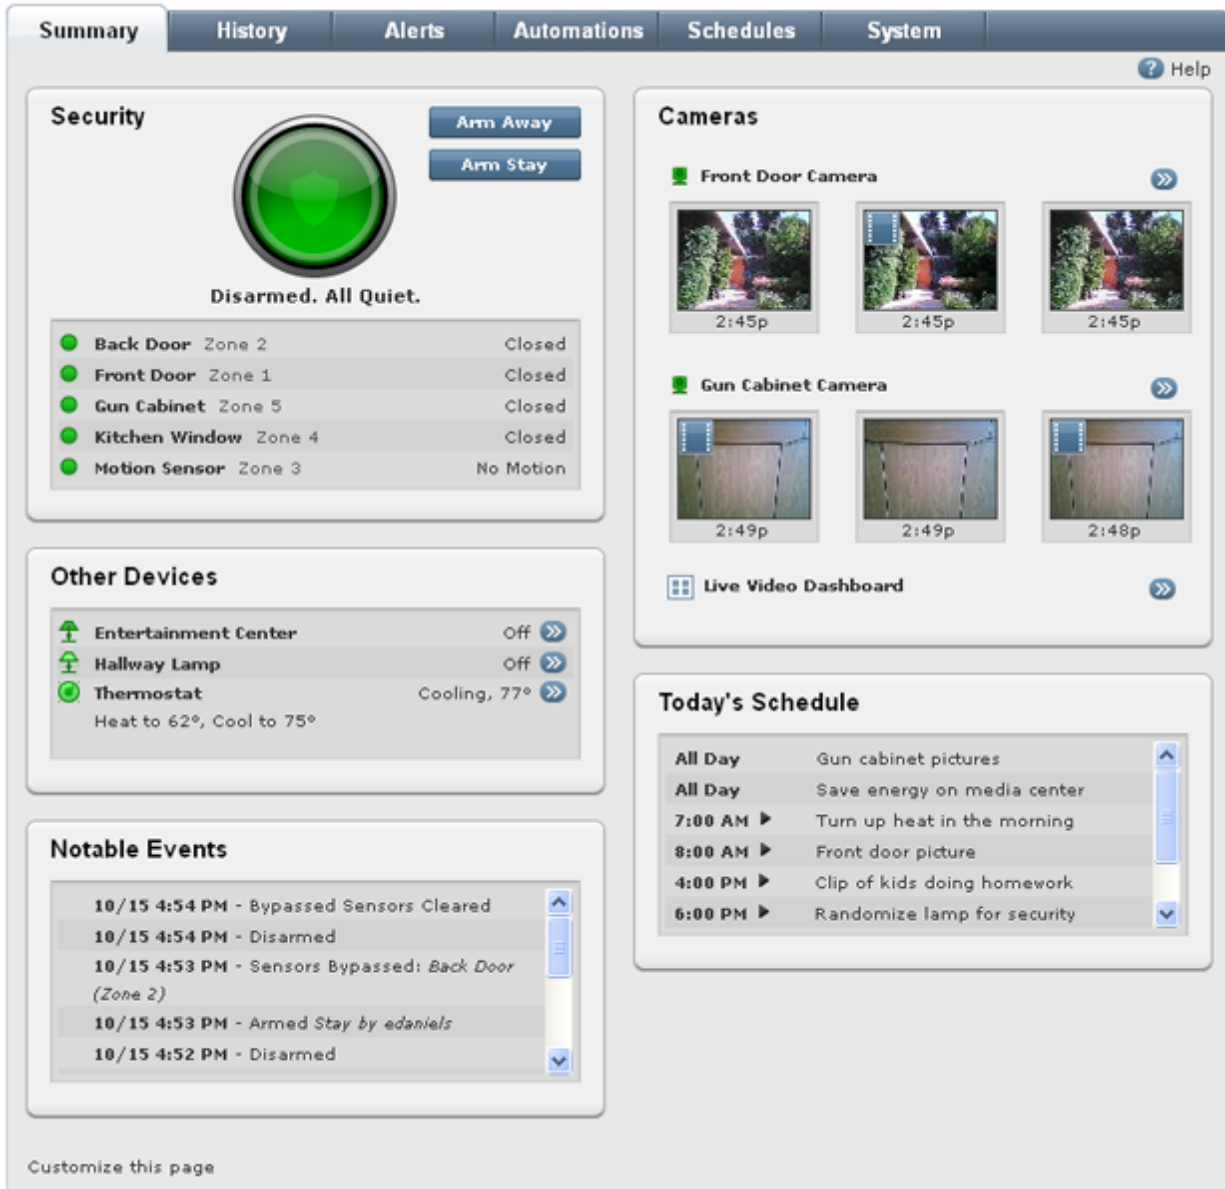 Summary History Alerts Automations Schedules System
Help
Security
Arm Away
Arm Stay
Disarmed. All Quiet.
Back Door Zone 2 Closed
Front Door Zone 1 Closed
Gun Cabinet Zone 5 Closed
Kitchen Window Zone 4 Closed
Motion Sensor Zone 3 No Motion
Other Devices
Entertainment Center Off
Hallway Lamp Off
Thermostat Cooling, 77°
Heat to 62°, Cool to 75°
Notable Events
10/15 4:54 PM - Bypassed Sensors Cleared
10/15 4:54 PM - Disarmed
10/15 4:53 PM - Sensors Bypassed: Back Door
(Zone 2)
10/15 4:53 PM - Armed Stay by edaniels
10/15 4:52 PM - Disarmed
Customize this page
Cameras
Front Door Camera
2:45p 2:45p 2:45p
Gun Cabinet Camera
2:49p 2:49p 2:48p
Live Video Dashboard
Today's Schedule
All Day Gun cabinet pictures
All Day Save energy on media center
7:00 AM Turn up heat in the morning
8:00 AM Front door picture
4:00 PM Clip of kids doing homework
6:00 PM Randomize lamp for security